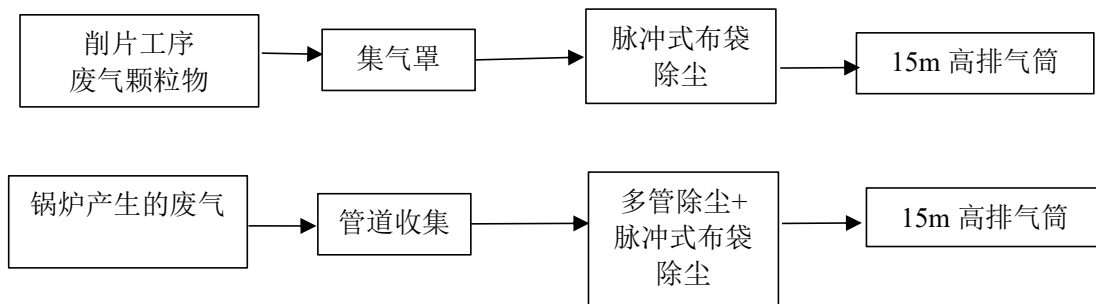 削片工序
废气颗粒物
集气罩
脉冲式布袋
除尘
15m 高排气筒
锅炉产生的废气
管道收集
多管除尘+
脉冲式布袋
除尘
15m 高排气筒